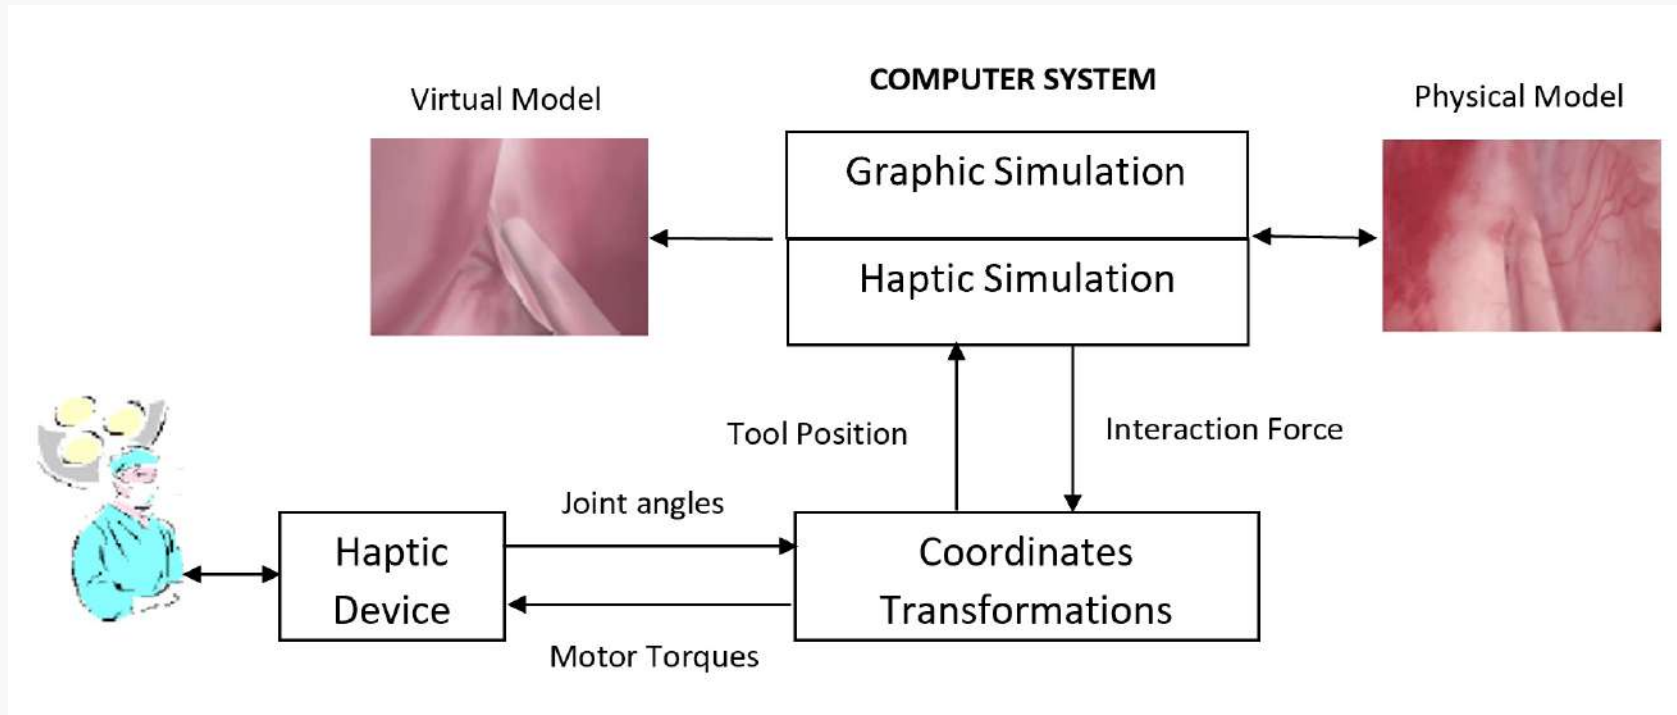 COMPUTER SYSTEM
Virtual Model
Physical Model
Graphic Simulation
Haptic Simulation
Tool Position
Interaction Force
Joint angles
Haptic
Device
Coordinates
Transformations
Motor Torques